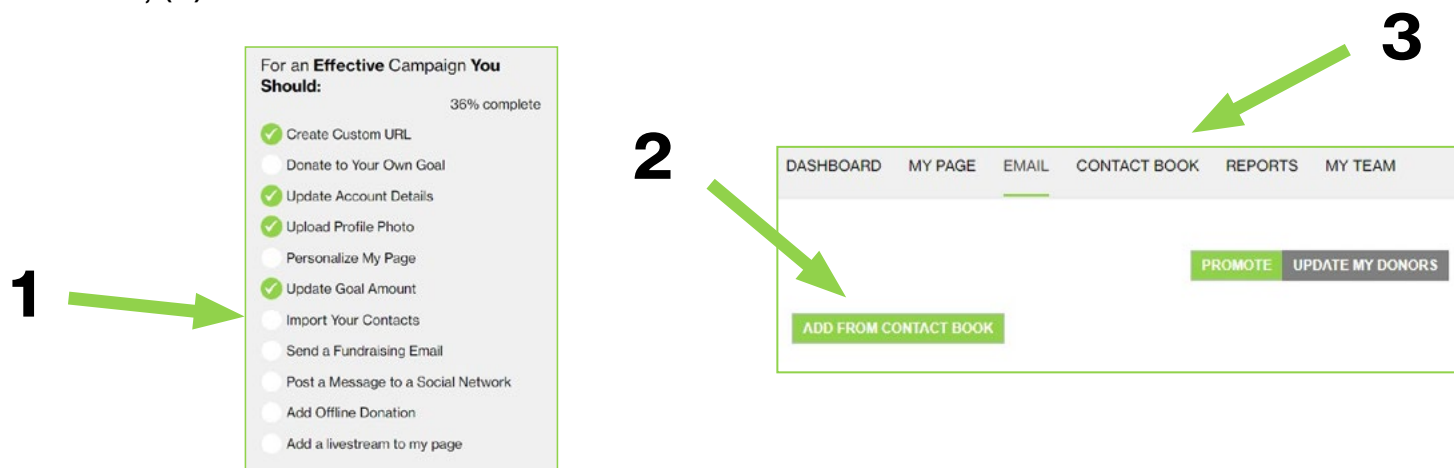 For an Effective Campaign You
Should:
36% complete
Create Custom URL
Donate to Your Own Goal
Update Account Details
Upload Profile Photo
Personalize My Page
Update Goal Amount
Import Your Contacts
Send a Fundraising Email
Post a Message to a Social Network
Add Offline Donation
Add a livestream to my page
1
2
3
DASHBOARD MY PAGE EMAIL CONTACT BOOK REPORTS MY TEAM
PROMOTE UPDATE MY DONORS
ADD FROM CONTACT BOOK